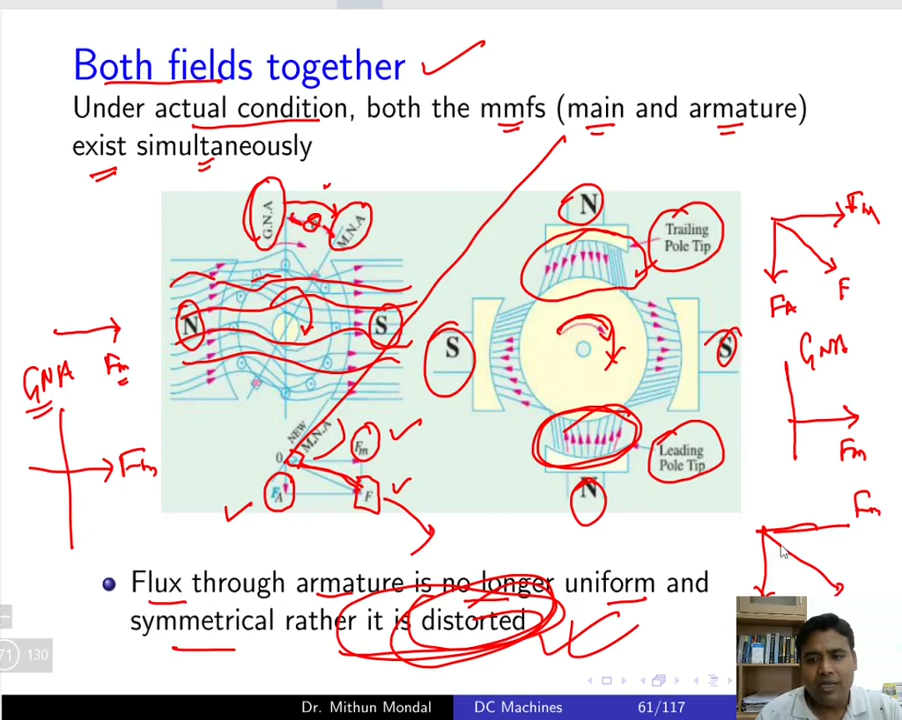 Both fields together
Under actual condition, both the mmfs (main and armature)
exist simultaneously
G.N.A
θ
M.N.A
N
S
NEW
M.N.A
0
Fm
FA
F
N
Trailing
Pole Tip
S
S
Leading
Pole Tip
N
Fm
GNA
Fm
FM
FA
F
GNA
Fm
Fm
Flux through armature is no longer uniform and
symmetrical rather it is distorted
71 130
Dr. Mithun Mondal DC Machines 61/117